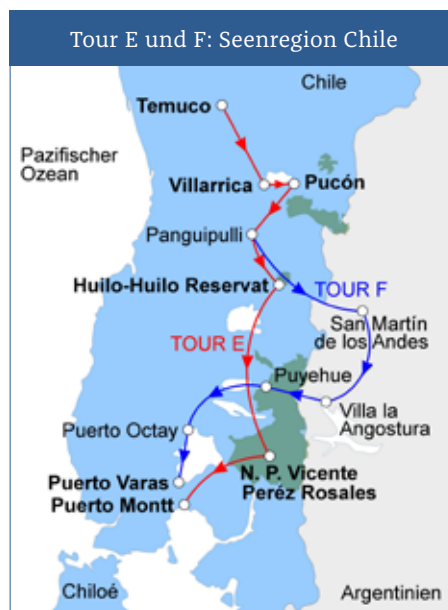 Tour E und F: Seenregion Chile
Chile
Temuco
Pazifischer
Ozean
Villarrica
Pucón
Panguipulli
Huilo-Huilo Reservat
TOUR F
San Martín
de los Andes
TOUR E
Puyehue
Villa la
Angostura
Puerto Octay
N. P. Vicente
Peréz Rosales
Puerto Varas
Puerto Montt
Chiloé
Argentinien